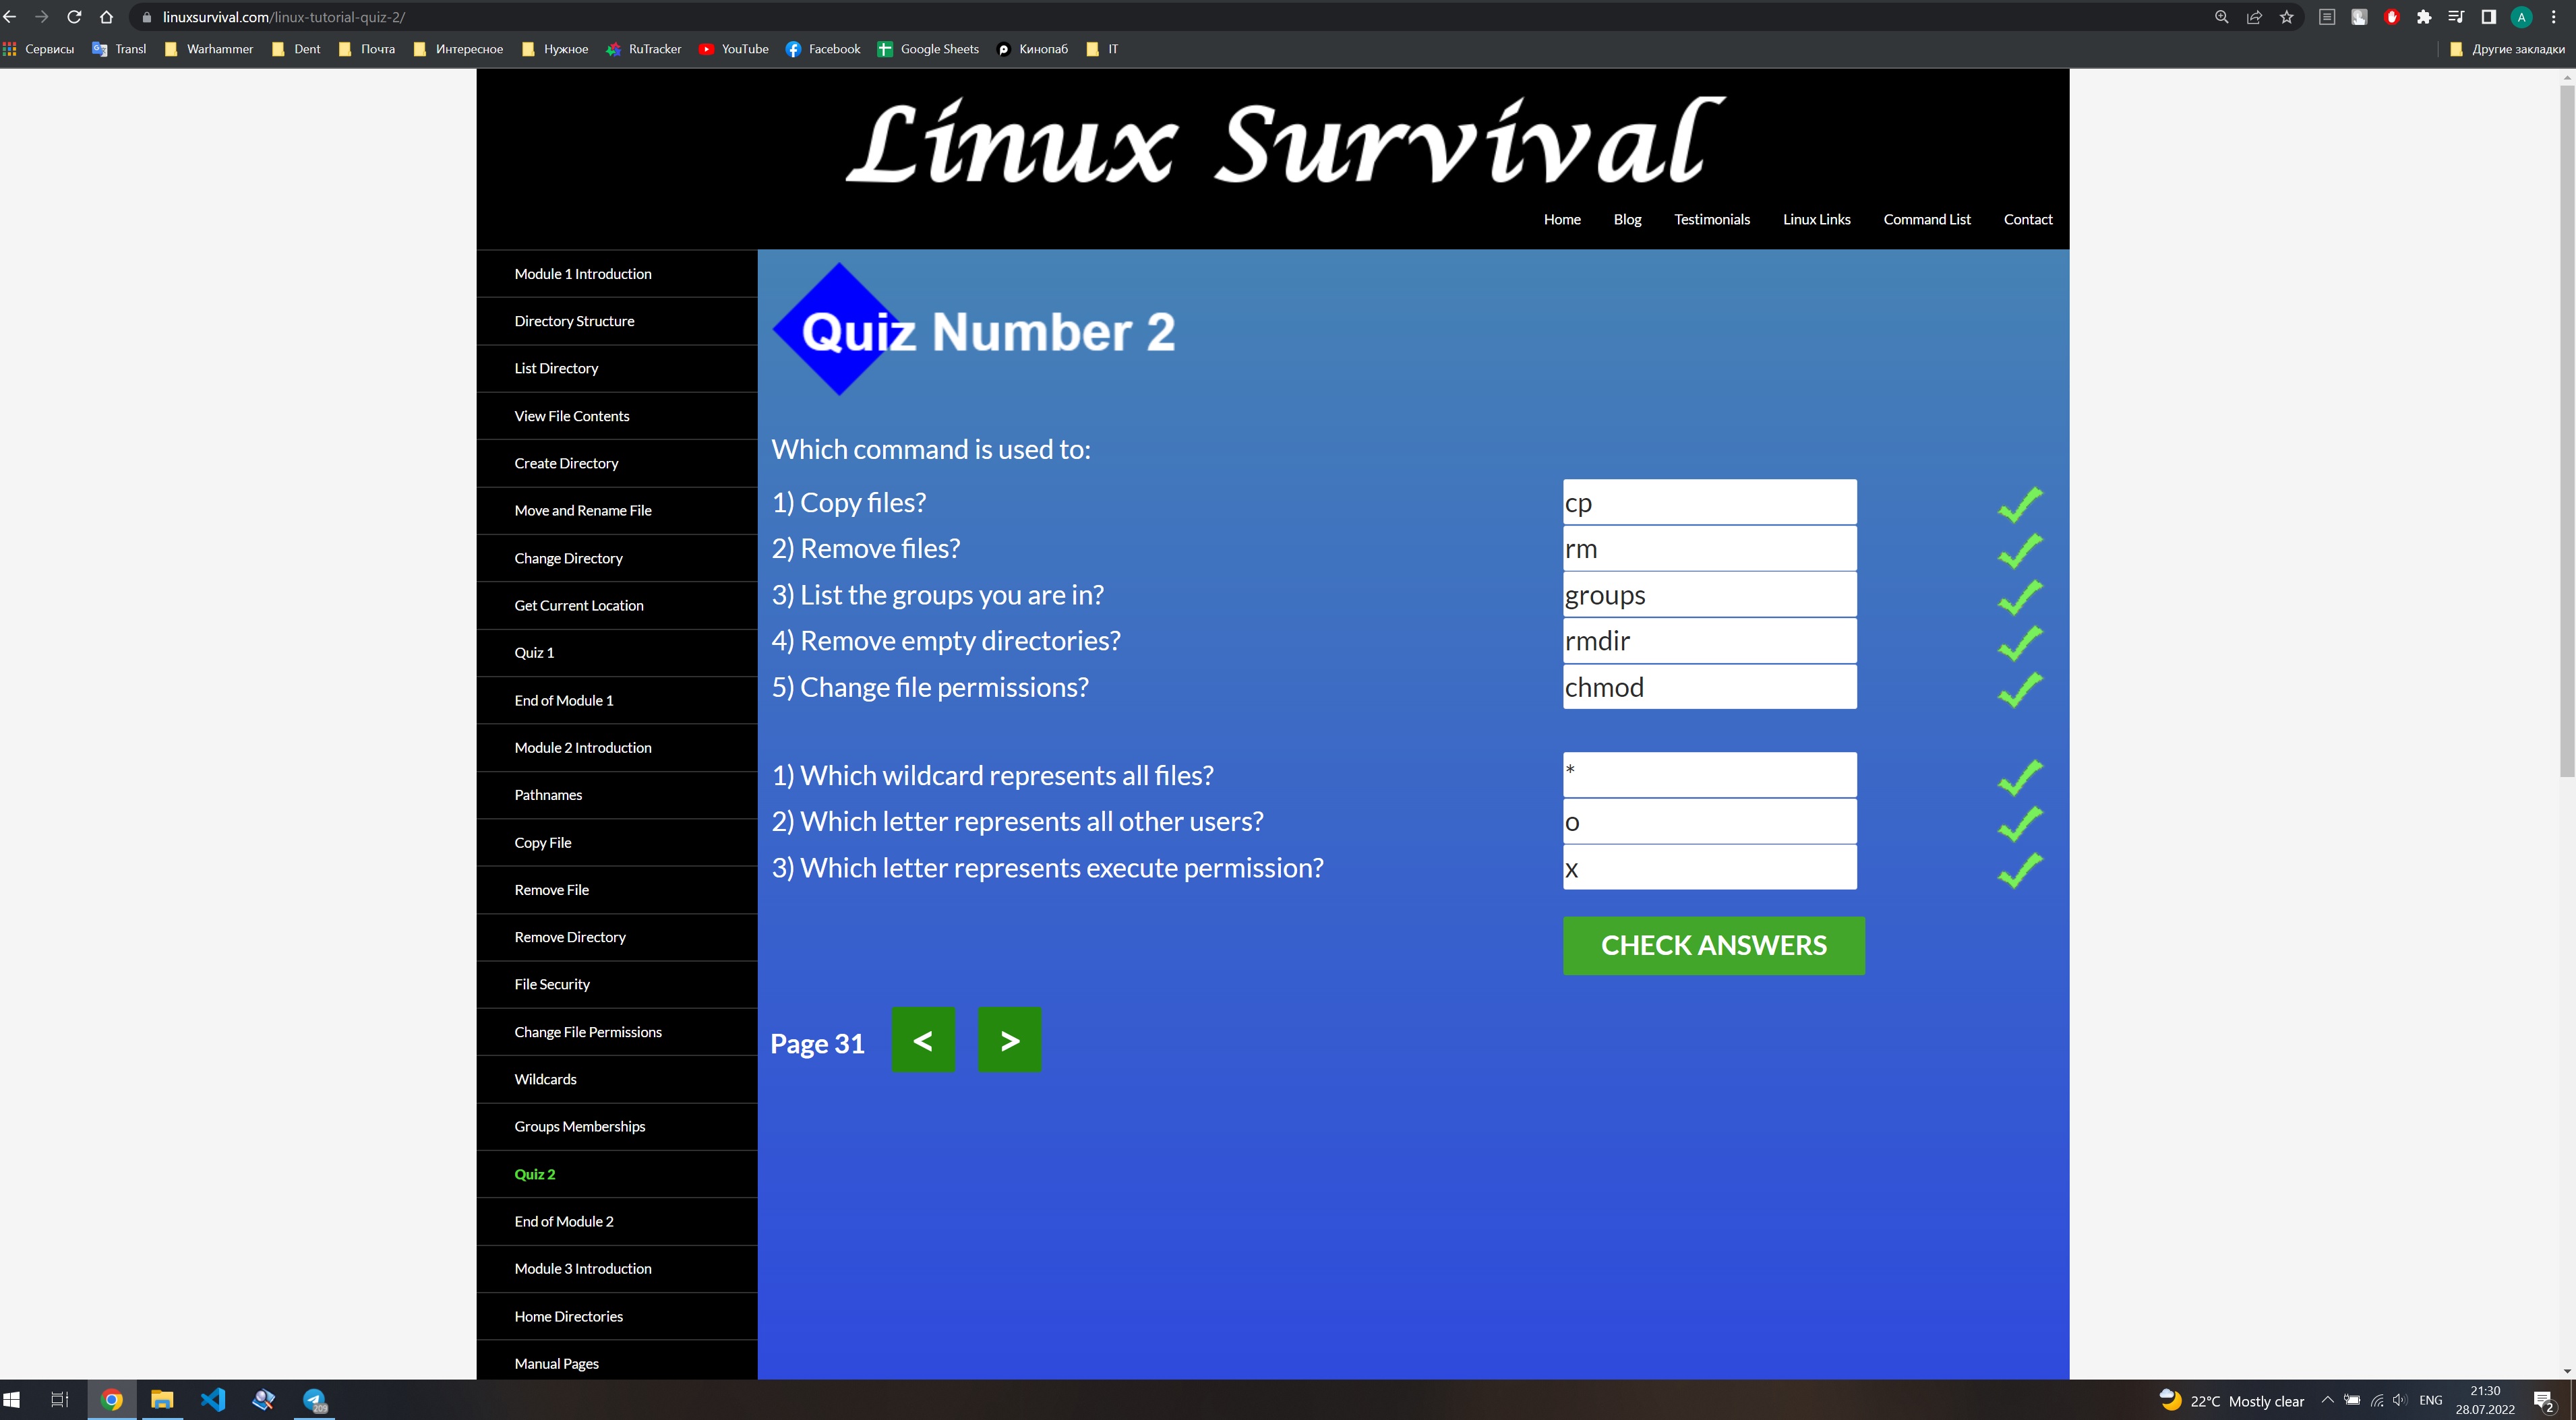 linuxsurvival.com/linux-tutorial-quiz-2/
A
Сервисы Transl Warhammer Dent Почта Интересное Нужное RuTracker YouTube Facebook Google Sheets Кинопаб IT Другие закладки
Linux Survival
Home Blog Testimonials Linux Links Command List Contact
Module 1 Introduction
Directory Structure
List Directory
View File Contents
Create Directory
Move and Rename File
Change Directory
Get Current Location
Quiz 1
End of Module 1
Module 2 Introduction
Pathnames
Copy File
Remove File
Remove Directory
File Security
Change File Permissions
Wildcards
Groups Memberships
Quiz 2
End of Module 2
Module 3 Introduction
Home Directories
Manual Pages
Quiz Number 2
Which command is used to:
1) Copy files? cp
2) Remove files? rm
3) List the groups you are in? groups
4) Remove empty directories? rmdir
5) Change file permissions? chmod
1) Which wildcard represents all files? *
2) Which letter represents all other users? o
3) Which letter represents execute permission? x
CHECK ANSWERS
Page 31 < >
209
22°C Mostly clear ENG
21:30
28.07.2022
2